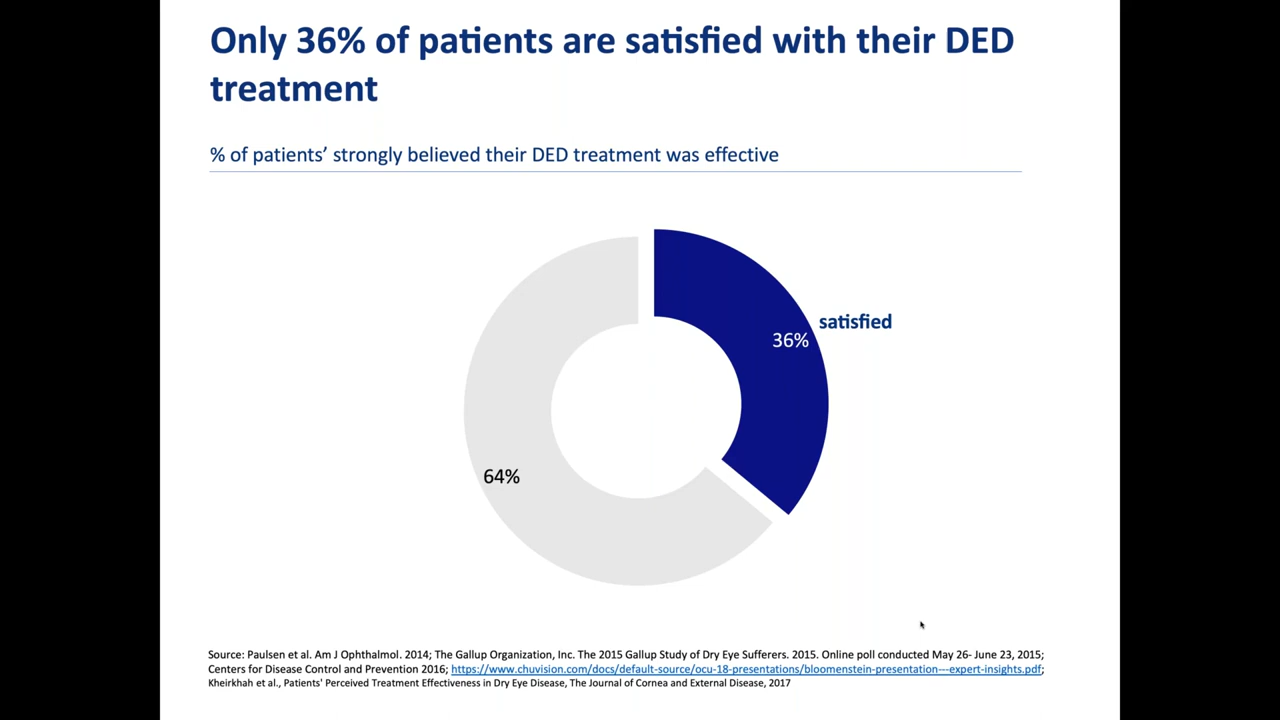 Only 36% of patients are satisfied with their DED
treatment
% of patients’ strongly believed their DED treatment was effective
satisfied
36%
64%
Source: Paulsen et al. Am J Ophthalmol. 2014; The Gallup Organization, Inc. The 2015 Gallup Study of Dry Eye Sufferers. 2015. Online poll conducted May 26- June 23, 2015;
Centers for Disease Control and Prevention 2016; https://www.chuvision.com/docs/default-source/ocu-18-presentations/bloomenstein-presentation---expert-insights.pdf;
Kheirkhah et al., Patients' Perceived Treatment Effectiveness in Dry Eye Disease, The Journal of Cornea and External Disease, 2017